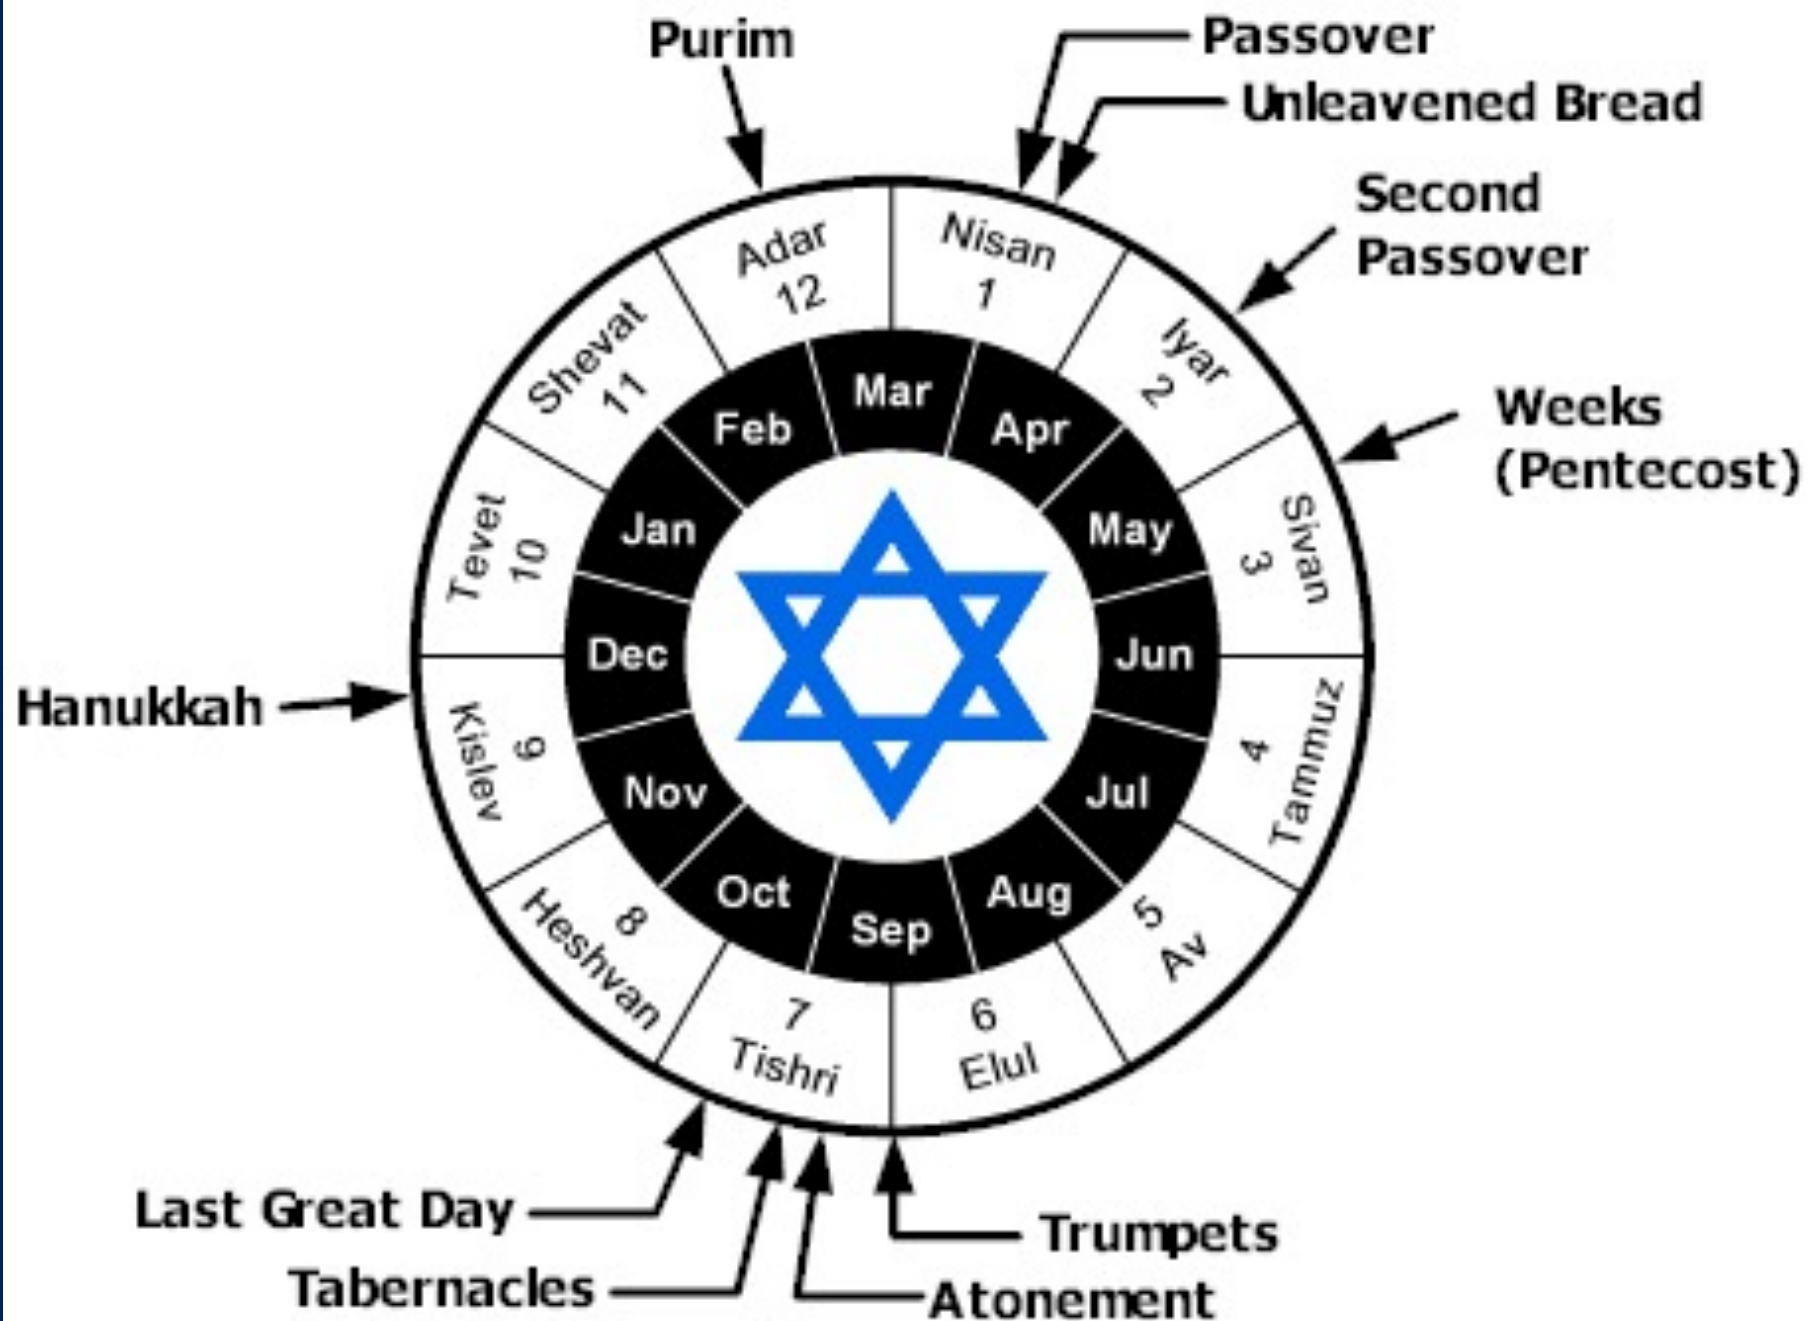 Purim
Passover
Unleavened Bread
Second
Passover
Weeks
(Pentecost)
Nisan
1
Iyar
2
Sivan
3
Tammuz
4
5
Av
6
Elul
7
Tishri
8
Heshvan
9
Kislev
Tevet
10
Shevat
11
Adar
12
Mar
Apr
May
Jun
Jul
Aug
Sep
Oct
Nov
Dec
Jan
Feb
Hanukkah
Last Great Day
Tabernacles
Trumpets
Atonement